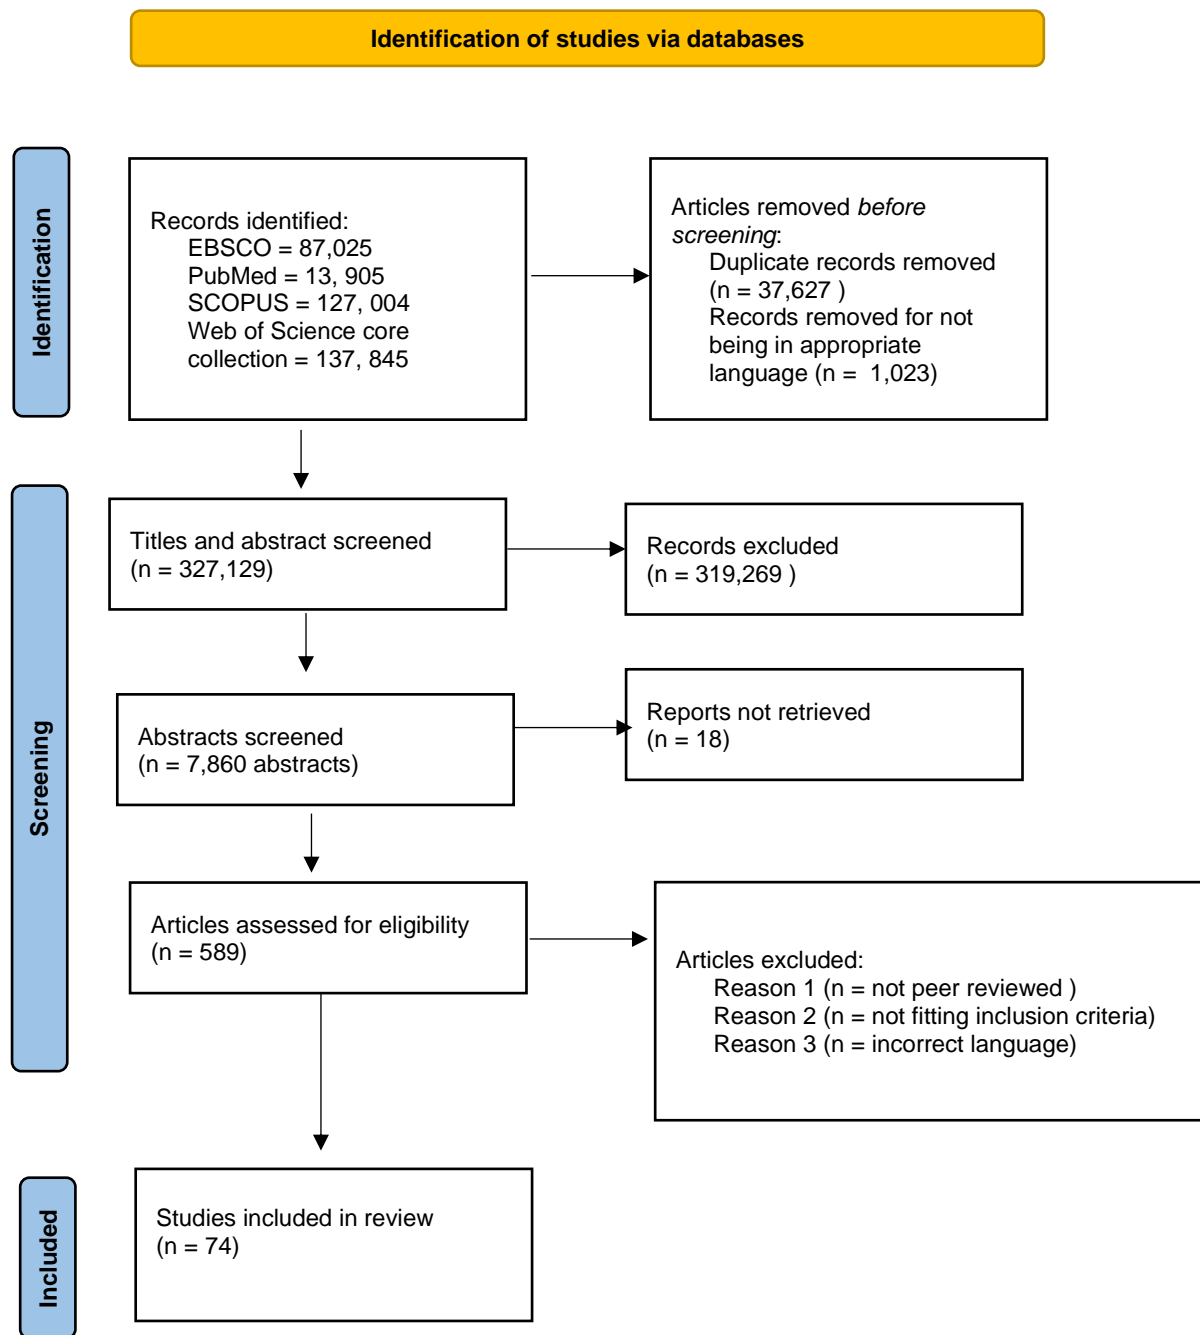 Identification of studies via databases
Identification
Records identified:
EBSCO = 87,025
PubMed = 13, 905
SCOPUS = 127, 004
Web of Science core
collection = 137, 845
Articles removed before
screening:
Duplicate records removed
(n = 37,627 )
Records removed for not
being in appropriate
language (n =  1,023)
Screening
Titles and abstract screened
(n = 327,129)
Records excluded
(n = 319,269 )
Abstracts screened
(n = 7,860 abstracts)
Reports not retrieved
(n = 18)
Articles assessed for eligibility
(n = 589)
Articles excluded:
Reason 1 (n = not peer reviewed )
Reason 2 (n = not fitting inclusion criteria)
Reason 3 (n = incorrect language)
Included
Studies included in review
(n = 74)